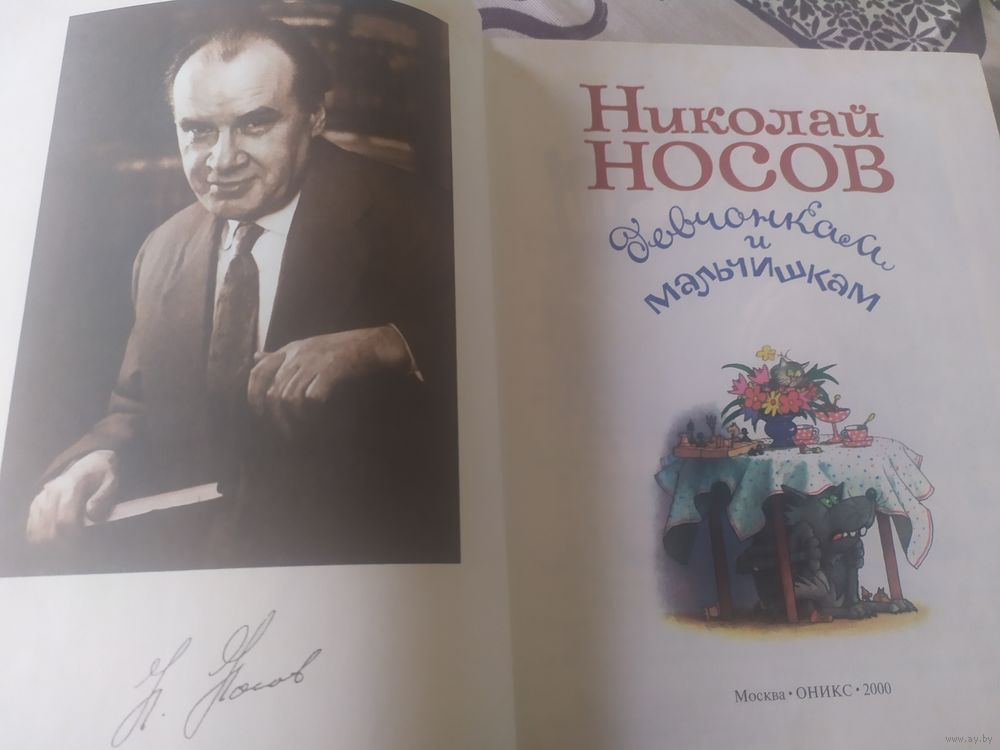 Н. Носов
Николай
НОСОВ
Девчонкам
и
мальчишкам
Москва • ОНИКС • 2000
www.ay.by